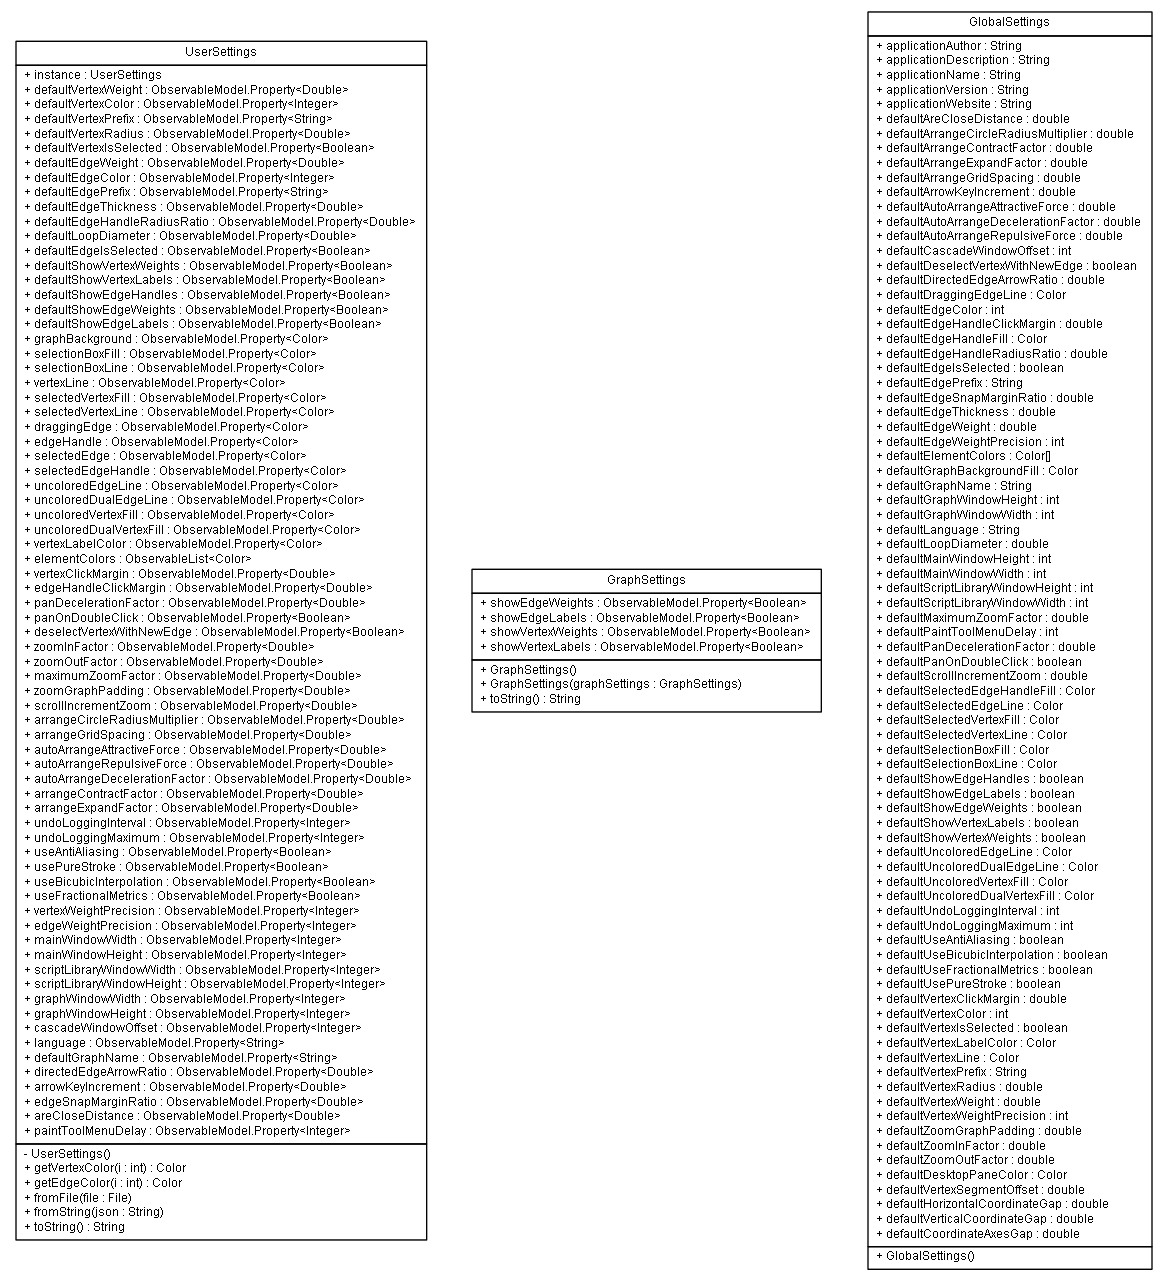 UserSettings
+ instance : UserSettings
+ defaultVertexWeight : ObservableModel.Property<Double>
+ defaultVertexColor : ObservableModel.Property<Integer>
+ defaultVertexPrefix : ObservableModel.Property<String>
+ defaultVertexRadius : ObservableModel.Property<Double>
+ defaultVertexIsSelected : ObservableModel.Property<Boolean>
+ defaultEdgeWeight : ObservableModel.Property<Double>
+ defaultEdgeColor : ObservableModel.Property<Integer>
+ defaultEdgePrefix : ObservableModel.Property<String>
+ defaultEdgeThickness : ObservableModel.Property<Double>
+ defaultEdgeHandleRadiusRatio : ObservableModel.Property<Double>
+ defaultLoopDiameter : ObservableModel.Property<Double>
+ defaultEdgeIsSelected : ObservableModel.Property<Boolean>
+ defaultShowVertexWeights : ObservableModel.Property<Boolean>
+ defaultShowVertexLabels : ObservableModel.Property<Boolean>
+ defaultShowEdgeHandles : ObservableModel.Property<Boolean>
+ defaultShowEdgeWeights : ObservableModel.Property<Boolean>
+ defaultShowEdgeLabels : ObservableModel.Property<Boolean>
+ graphBackground : ObservableModel.Property<Color>
+ selectionBoxFill : ObservableModel.Property<Color>
+ selectionBoxLine : ObservableModel.Property<Color>
+ vertexLine : ObservableModel.Property<Color>
+ selectedVertexFill : ObservableModel.Property<Color>
+ selectedVertexLine : ObservableModel.Property<Color>
+ draggingEdge : ObservableModel.Property<Color>
+ edgeHandle : ObservableModel.Property<Color>
+ selectedEdge : ObservableModel.Property<Color>
+ selectedEdgeHandle : ObservableModel.Property<Color>
+ uncoloredEdgeLine : ObservableModel.Property<Color>
+ uncoloredDualEdgeLine : ObservableModel.Property<Color>
+ uncoloredVertexFill : ObservableModel.Property<Color>
+ uncoloredDualVertexFill : ObservableModel.Property<Color>
+ vertexLabelColor : ObservableModel.Property<Color>
+ elementColors : ObservableList<Color>
+ vertexClickMargin : ObservableModel.Property<Double>
+ edgeHandleClickMargin : ObservableModel.Property<Double>
+ panDecelerationFactor : ObservableModel.Property<Double>
+ panOnDoubleClick : ObservableModel.Property<Boolean>
+ deselectVertexWithNewEdge : ObservableModel.Property<Boolean>
+ zoomInFactor : ObservableModel.Property<Double>
+ zoomOutFactor : ObservableModel.Property<Double>
+ maximumZoomFactor : ObservableModel.Property<Double>
+ zoomGraphPadding : ObservableModel.Property<Double>
+ scrollIncrementZoom : ObservableModel.Property<Double>
+ arrangeCircleRadiusMultiplier : ObservableModel.Property<Double>
+ arrangeGridSpacing : ObservableModel.Property<Double>
+ autoArrangeAttractiveForce : ObservableModel.Property<Double>
+ autoArrangeRepulsiveForce : ObservableModel.Property<Double>
+ autoArrangeDecelerationFactor : ObservableModel.Property<Double>
+ arrangeContractFactor : ObservableModel.Property<Double>
+ arrangeExpandFactor : ObservableModel.Property<Double>
+ undoLoggingInterval : ObservableModel.Property<Integer>
+ undoLoggingMaximum : ObservableModel.Property<Integer>
+ useAntiAliasing : ObservableModel.Property<Boolean>
+ usePureStroke : ObservableModel.Property<Boolean>
+ useBicubicInterpolation : ObservableModel.Property<Boolean>
+ useFractionalMetrics : ObservableModel.Property<Boolean>
+ vertexWeightPrecision : ObservableModel.Property<Integer>
+ edgeWeightPrecision : ObservableModel.Property<Integer>
+ mainWindowWidth : ObservableModel.Property<Integer>
+ mainWindowHeight : ObservableModel.Property<Integer>
+ scriptLibraryWindowWidth : ObservableModel.Property<Integer>
+ scriptLibraryWindowHeight : ObservableModel.Property<Integer>
+ graphWindowWidth : ObservableModel.Property<Integer>
+ graphWindowHeight : ObservableModel.Property<Integer>
+ cascadeWindowOffset : ObservableModel.Property<Integer>
+ language : ObservableModel.Property<String>
+ defaultGraphName : ObservableModel.Property<String>
+ directedEdgeArrowRatio : ObservableModel.Property<Double>
+ arrowKeyIncrement : ObservableModel.Property<Double>
+ edgeSnapMarginRatio : ObservableModel.Property<Double>
+ areCloseDistance : ObservableModel.Property<Double>
+ paintToolMenuDelay : ObservableModel.Property<Integer>
- UserSettings()
+ getVertexColor(i : int) : Color
+ getEdgeColor(i : int) : Color
+ fromFile(file : File)
+ fromString(json : String)
+ toString() : String
GraphSettings
+ showEdgeWeights : ObservableModel.Property<Boolean>
+ showEdgeLabels : ObservableModel.Property<Boolean>
+ showVertexWeights : ObservableModel.Property<Boolean>
+ showVertexLabels : ObservableModel.Property<Boolean>
+ GraphSettings()
+ GraphSettings(graphSettings : GraphSettings)
+ toString() : String
GlobalSettings
+ applicationAuthor : String
+ applicationDescription : String
+ applicationName : String
+ applicationVersion : String
+ applicationWebsite : String
+ defaultAreCloseDistance : double
+ defaultArrangeCircleRadiusMultiplier : double
+ defaultArrangeContractFactor : double
+ defaultArrangeExpandFactor : double
+ defaultArrangeGridSpacing : double
+ defaultArrowKeyIncrement : double
+ defaultAutoArrangeAttractiveForce : double
+ defaultAutoArrangeDecelerationFactor : double
+ defaultAutoArrangeRepulsiveForce : double
+ defaultCascadeWindowOffset : int
+ defaultDeselectVertexWithNewEdge : boolean
+ defaultDirectedEdgeArrowRatio : double
+ defaultDraggingEdgeLine : Color
+ defaultEdgeColor : int
+ defaultEdgeHandleClickMargin : double
+ defaultEdgeHandleFill : Color
+ defaultEdgeHandleRadiusRatio : double
+ defaultEdgeIsSelected : boolean
+ defaultEdgePrefix : String
+ defaultEdgeSnapMarginRatio : double
+ defaultEdgeThickness : double
+ defaultEdgeWeight : double
+ defaultEdgeWeightPrecision : int
+ defaultElementColors : Color[]
+ defaultGraphBackgroundFill : Color
+ defaultGraphName : String
+ defaultGraphWindowHeight : int
+ defaultGraphWindowWidth : int
+ defaultLanguage : String
+ defaultLoopDiameter : double
+ defaultMainWindowHeight : int
+ defaultMainWindowWidth : int
+ defaultScriptLibraryWindowHeight : int
+ defaultScriptLibraryWindowWidth : int
+ defaultMaximumZoomFactor : double
+ defaultPaintToolMenuDelay : int
+ defaultPanDecelerationFactor : double
+ defaultPanOnDoubleClick : boolean
+ defaultScrollIncrementZoom : double
+ defaultSelectedEdgeHandleFill : Color
+ defaultSelectedEdgeLine : Color
+ defaultSelectedVertexFill : Color
+ defaultSelectedVertexLine : Color
+ defaultSelectionBoxFill : Color
+ defaultSelectionBoxLine : Color
+ defaultShowEdgeHandles : boolean
+ defaultShowEdgeLabels : boolean
+ defaultShowEdgeWeights : boolean
+ defaultShowVertexLabels : boolean
+ defaultShowVertexWeights : boolean
+ defaultUncoloredEdgeLine : Color
+ defaultUncoloredDualEdgeLine : Color
+ defaultUncoloredVertexFill : Color
+ defaultUncoloredDualVertexFill : Color
+ defaultUndoLoggingInterval : int
+ defaultUndoLoggingMaximum : int
+ defaultUseAntiAliasing : boolean
+ defaultUseBicubicInterpolation : boolean
+ defaultUseFractionalMetrics : boolean
+ defaultUsePureStroke : boolean
+ defaultVertexClickMargin : double
+ defaultVertexColor : int
+ defaultVertexIsSelected : boolean
+ defaultVertexLabelColor : Color
+ defaultVertexLine : Color
+ defaultVertexPrefix : String
+ defaultVertexRadius : double
+ defaultVertexWeight : double
+ defaultVertexWeightPrecision : int
+ defaultZoomGraphPadding : double
+ defaultZoomInFactor : double
+ defaultZoomOutFactor : double
+ defaultDesktopPaneColor : Color
+ defaultVertexSegmentOffset : double
+ defaultHorizontalCoordinateGap : double
+ defaultVerticalCoordinateGap : double
+ defaultCoordinateAxesGap : double
+ GlobalSettings()